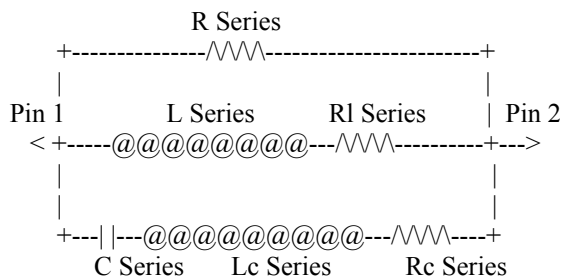 R Series
+---------------/\/\/\/\------------------------+
| |
Pin 1 L Series Rl Series | Pin 2
< +-----@@@@@@@@---/\/\/\/\----------+--->
| |
| |
+---| |---@@@@@@@@@---/\/\/\/\----+
C Series Lc Series Rc Series